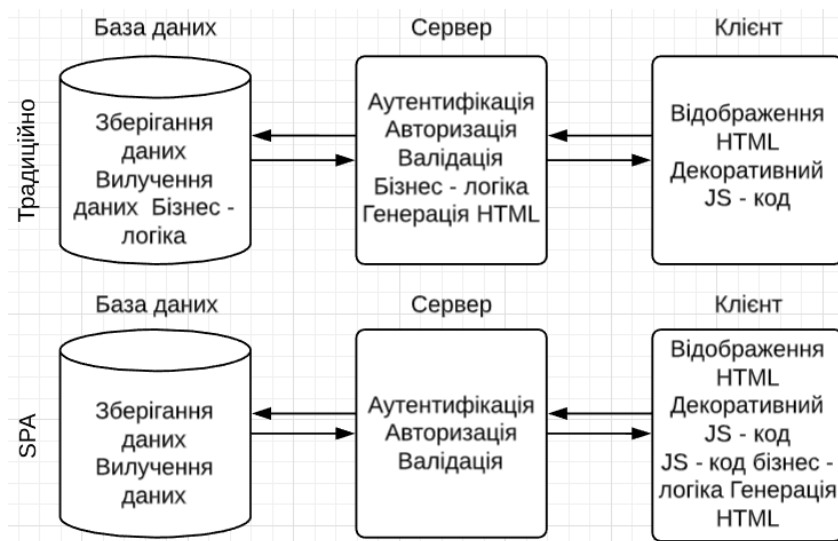 База даних
Сервер
Клієнт
Традиційно
Зберігання
даних
Вилучення
даних Бізнес -
логіка
Аутентифікація
Авторизація
Валідація
Бізнес - логіка
Генерація HTML
Відображення
HTML
Декоративний
JS - код
База даних
Сервер
Клієнт
SPA
Зберігання
даних
Вилучення
даних
Аутентифікація
Авторизація
Валідація
Відображення
HTML
Декоративний
JS - код
JS - код бізнес -
логіка Генерація
HTML